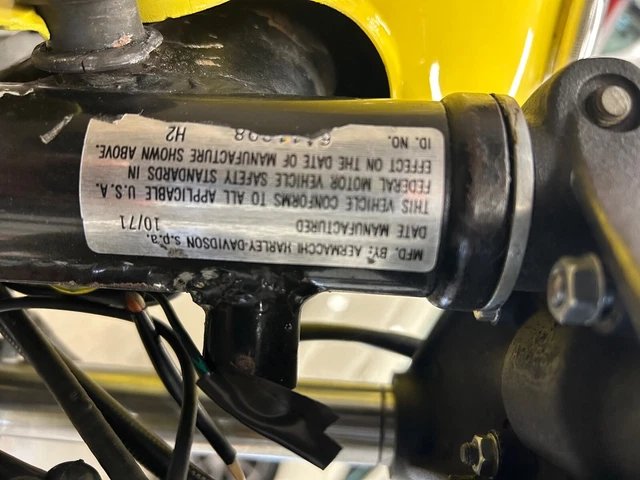 MFD. BY: AERMACCHI HARLEY-DAVIDSON S.p.a.
DATE MANUFACTURED 10/71
THIS VEHICLE CONFORMS TO ALL APPLICABLE U.S.A.
FEDERAL MOTOR VEHICLE SAFETY STANDARDS IN
EFFECT ON THE DATE OF MANUFACTURE SHOWN ABOVE.
ID. NO. H2